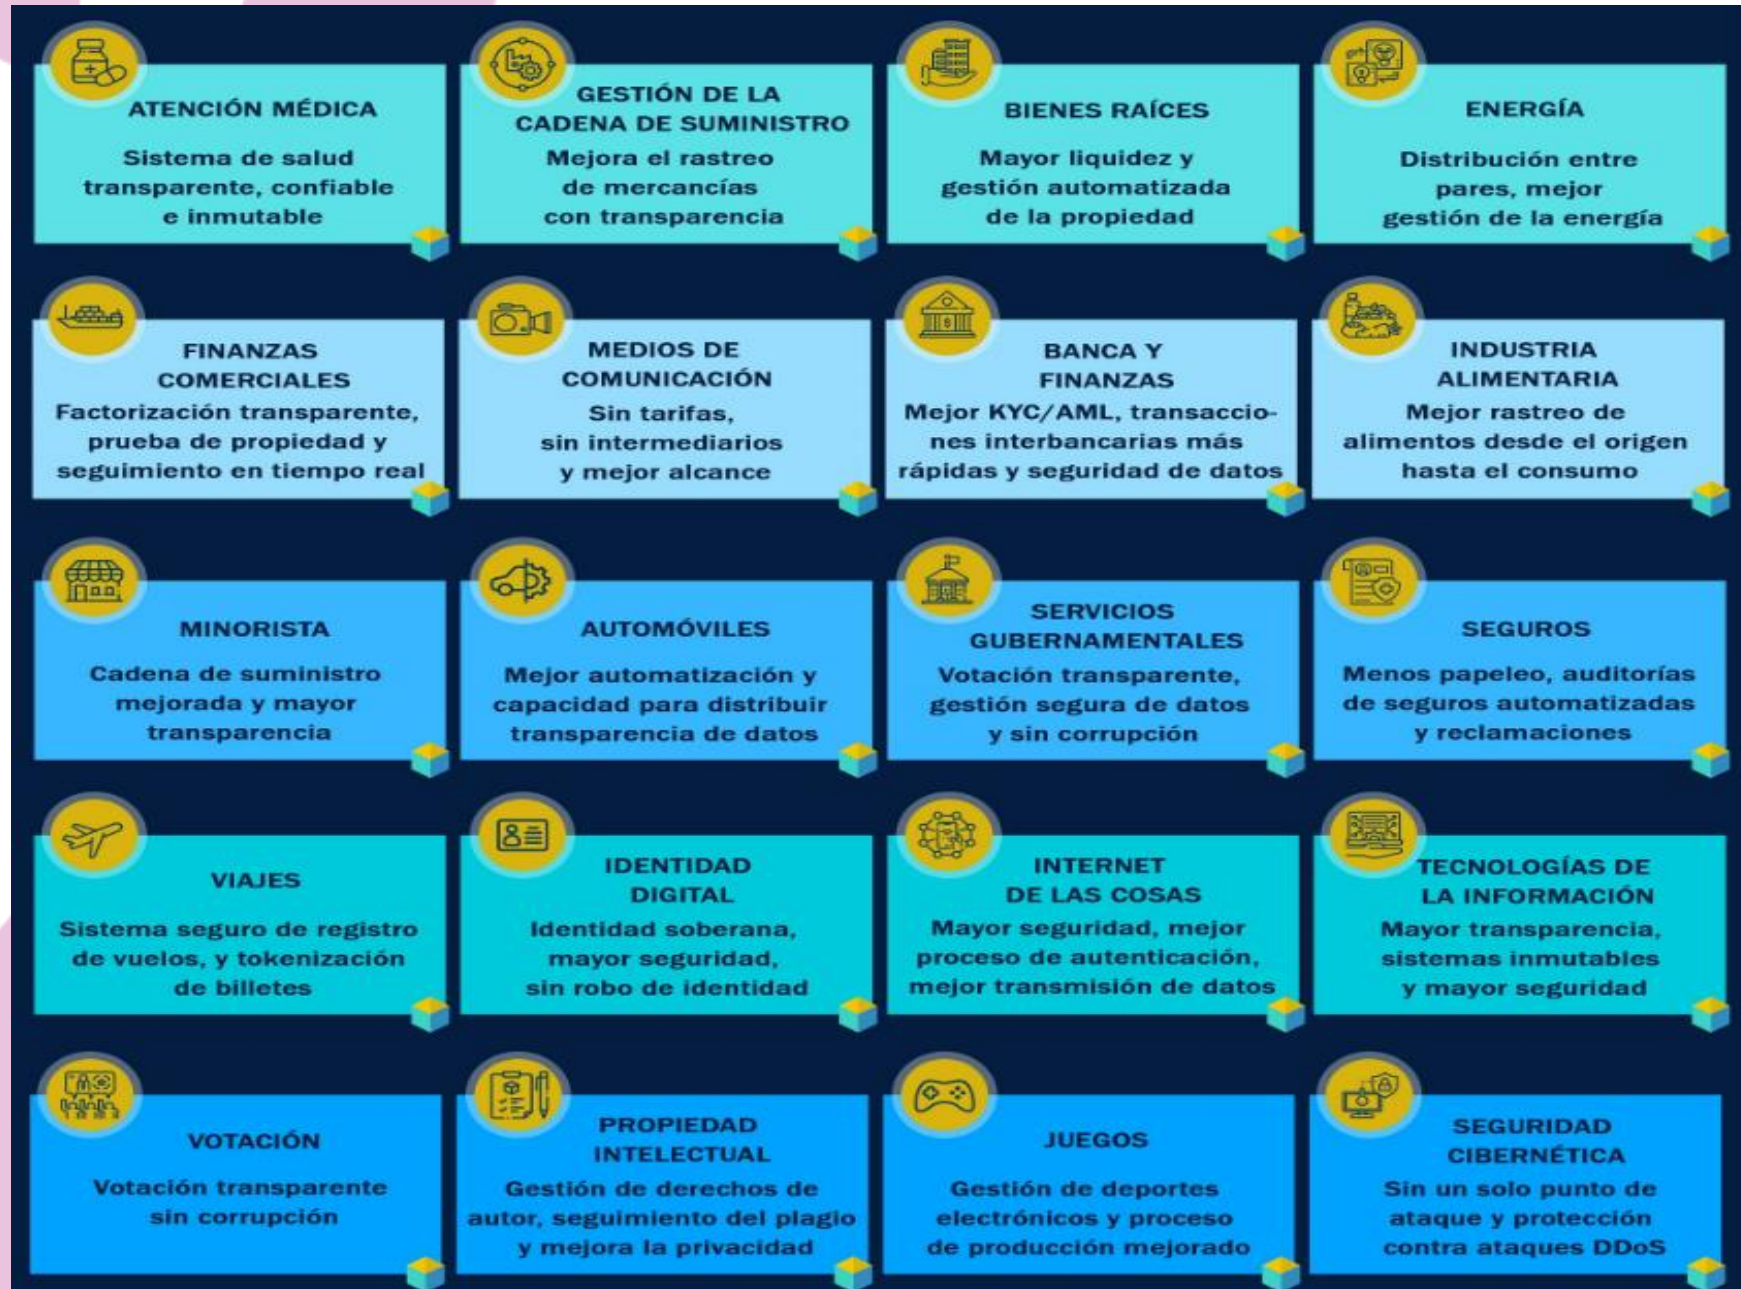 ATENCIÓN MÉDICA
Sistema de salud
transparente, confiable
e inmutable
GESTIÓN DE LA
CADENA DE SUMINISTRO
Mejora el rastreo
de mercancías
con transparencia
BIENES RAÍCES
Mayor liquidez y
gestión automatizada
de la propiedad
ENERGÍA
Distribución entre
pares, mejor
gestión de la energía
FINANZAS
COMERCIALES
Factorización transparente,
prueba de propiedad y
seguimiento en tiempo real
MEDIOS DE
COMUNICACIÓN
Sin tarifas,
sin intermediarios
y mejor alcance
BANCA Y
FINANZAS
Mejor KYC/AML, transaccio-
nes interbancarias más
rápidas y seguridad de datos
INDUSTRIA
ALIMENTARIA
Mejor rastreo de
alimentos desde el origen
hasta el consumo
MINORISTA
Cadena de suministro
mejorada y mayor
transparencia
AUTOMÓVILES
Mejor automatización y
capacidad para distribuir
transparencia de datos
SERVICIOS
GUBERNAMENTALES
Votación transparente,
gestión segura de datos
y sin corrupción
SEGUROS
Menos papeleo, auditorías
de seguros automatizadas
y reclamaciones
VIAJES
Sistema seguro de registro
de vuelos, y tokenización
de billetes
IDENTIDAD
DIGITAL
Identidad soberana,
mayor seguridad,
sin robo de identidad
INTERNET
DE LAS COSAS
Mayor seguridad, mejor
proceso de autenticación,
mejor transmisión de datos
TECNOLOGÍAS DE
LA INFORMACIÓN
Mayor transparencia,
sistemas inmutables
y mayor seguridad
VOTACIÓN
Votación transparente
sin corrupción
PROPIEDAD
INTELECTUAL
Gestión de derechos de
autor, seguimiento del plagio
y mejora la privacidad
JUEGOS
Gestión de deportes
electrónicos y proceso
de producción mejorado
SEGURIDAD
CIBERNÉTICA
Sin un solo punto de
ataque y protección
contra ataques DDoS